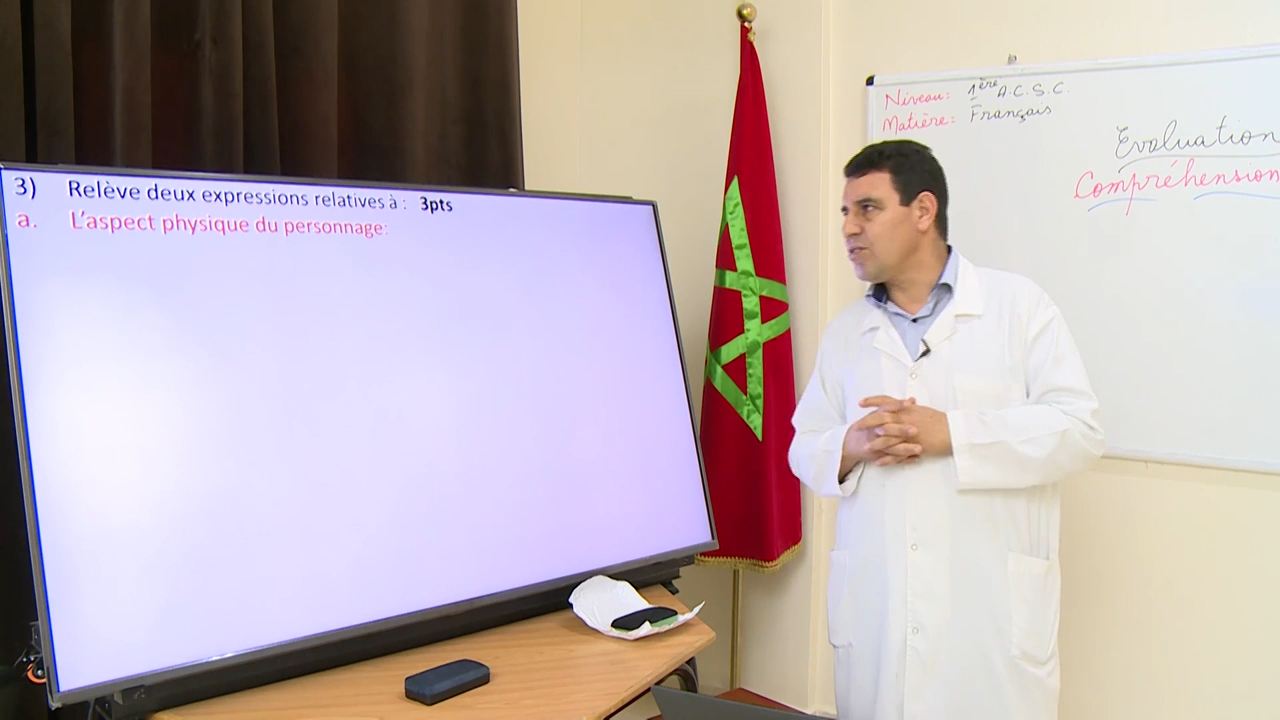 3) Relève deux expressions relatives à : 3pts
a. L'aspect physique du personnage:
Niveau: 1ère A.C.S.C.
Matière: Français
Evaluation
Compréhension